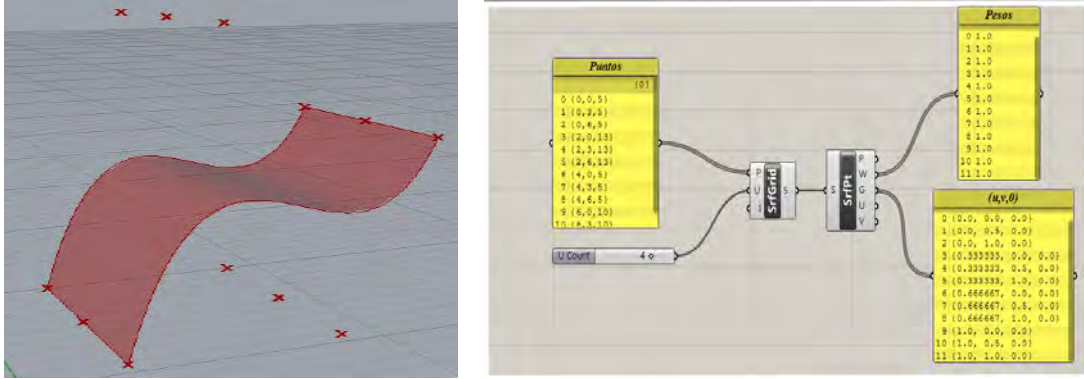 Puntos
{0}
0 {0,0,5}
1 {0,3,5}
2 {0,6,5}
3 {2,0,13}
4 {2,3,13}
5 {2,6,13}
6 {4,0,5}
7 {4,3,5}
8 {4,6,5}
9 {6,0,10}
10 {6,3,10}
U Count 4
P
U
I
SrfGrid
S
S
SrfPt
P
W
G
U
V
Pesos
0 1.0
1 1.0
2 1.0
3 1.0
4 1.0
5 1.0
6 1.0
7 1.0
8 1.0
9 1.0
10 1.0
11 1.0
(u,v,0)
0 {0.0, 0.0, 0.0}
1 {0.0, 0.5, 0.0}
2 {0.0, 1.0, 0.0}
3 {0.333333, 0.0, 0.0}
4 {0.333333, 0.5, 0.0}
5 {0.333333, 1.0, 0.0}
6 {0.666667, 0.0, 0.0}
7 {0.666667, 0.5, 0.0}
8 {0.666667, 1.0, 0.0}
9 {1.0, 0.0, 0.0}
10 {1.0, 0.5, 0.0}
11 {1.0, 1.0, 0.0}